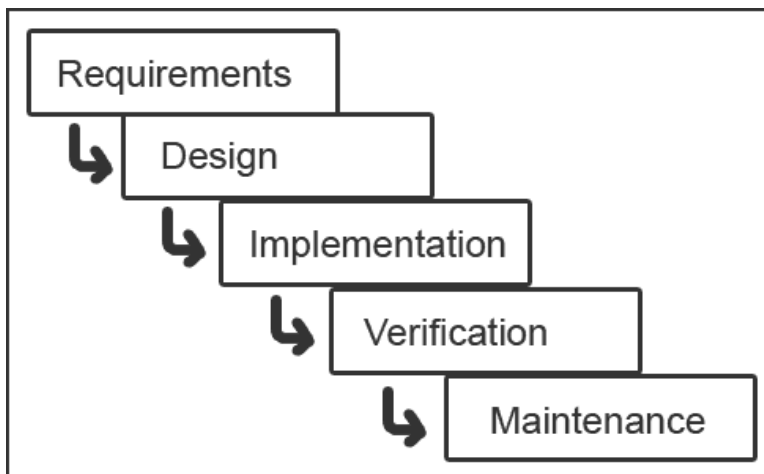 Requirements
Design
Implementation
Verification
Maintenance